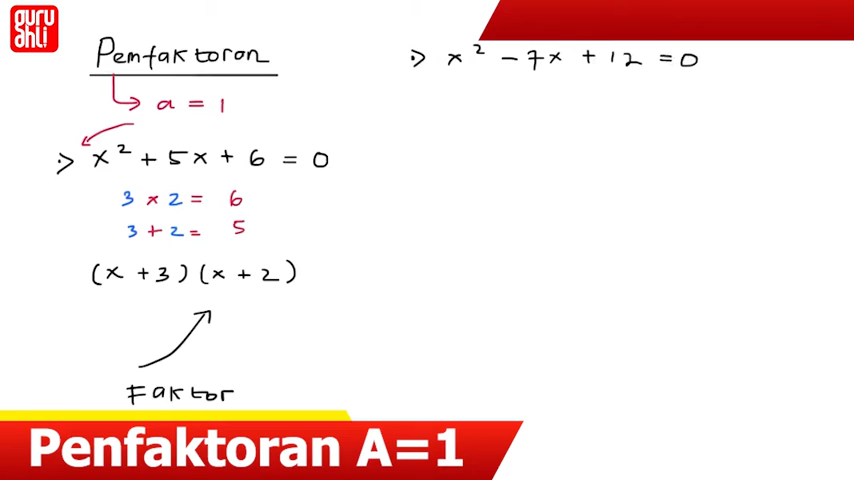 guru
ahli
Penfaktoran
a = 1
x² + 5x + 6 = 0
3 × 2 = 6
3 + 2 = 5
(x + 3)(x + 2)
Faktor
x² - 7x + 12 = 0
Penfaktoran A=1